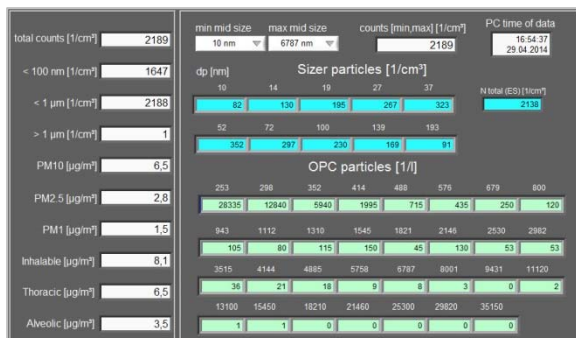 total counts [1/cm³] 2189
< 100 nm [1/cm³] 1647
< 1 µm [1/cm³] 2188
> 1 µm [1/cm³] 1
PM10 [µg/m³] 6,5
PM2.5 [µg/m³] 2,8
PM1 [µg/m³] 1,5
Inhalable [µg/m³] 8,1
Thoracic [µg/m³] 6,5
Alveolic [µg/m³] 3,5
min mid size max mid size counts [min,max] [1/cm³] PC time of data
10 nm 6787 nm 2189 16:54:37
29.04.2014
dp [nm] Sizer particles [1/cm³]
10 14 19 27 37 N total (ES) [1/cm³]
82 130 195 267 323 2138
52 72 100 139 193
352 297 230 169 91
OPC particles [1/l]
253 298 352 414 488 576 679 800
28335 12840 5940 1995 715 435 250 120
943 1112 1310 1545 1821 2146 2530 2982
105 80 115 150 45 130 53 53
3515 4144 4885 5758 6787 8001 9431 11120
36 21 18 9 8 3 0 2
13100 15450 18210 21460 25300 29820 35150
1 1 0 0 0 0 0